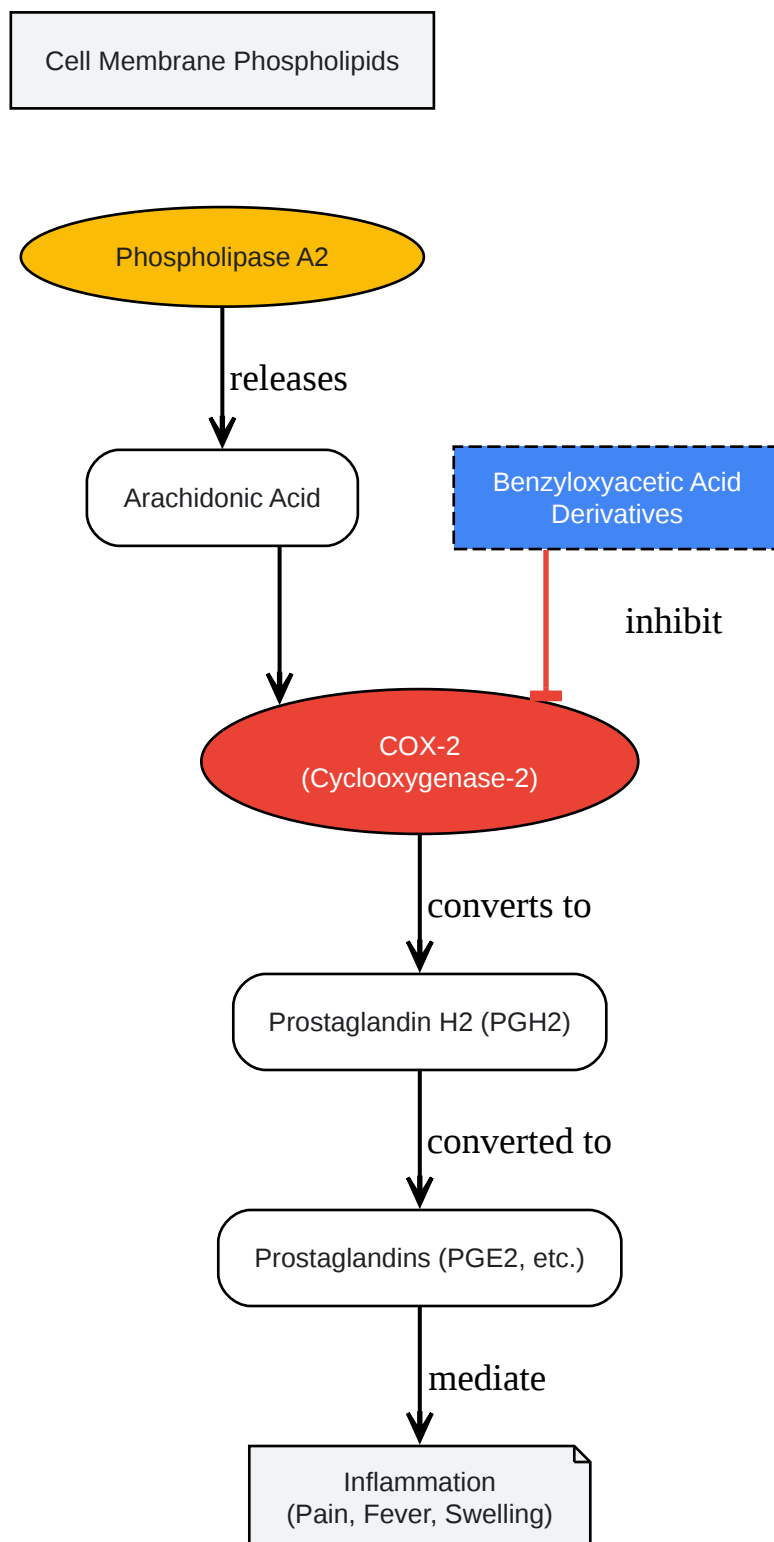 Cell Membrane Phospholipids
Phospholipase A2
releases
Arachidonic Acid
Benzyloxyacetic Acid
Derivatives
inhibit
COX-2
(Cyclooxygenase-2)
converts to
Prostaglandin H2 (PGH2)
converted to
Prostaglandins (PGE2, etc.)
mediate
Inflammation
(Pain, Fever, Swelling)